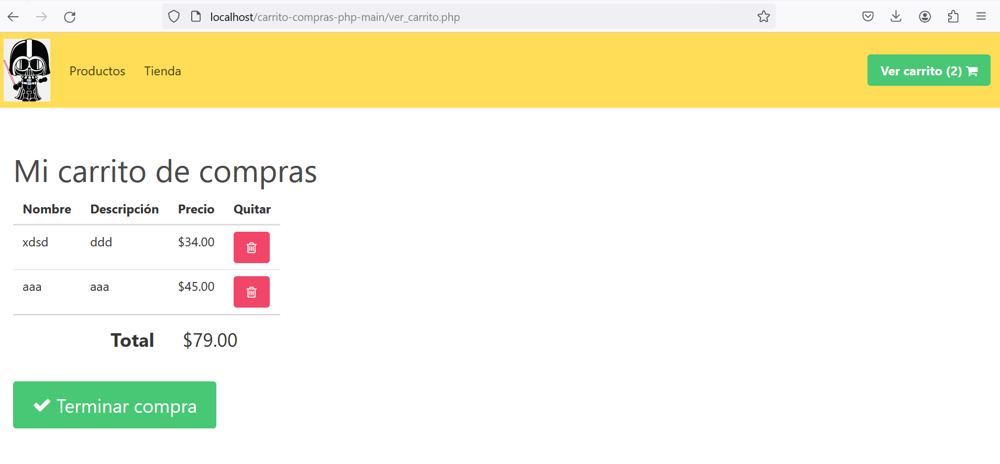 localhost/carrito-compras-php-main/ver_carrito.php
Productos Tienda Ver carrito (2)
Mi carrito de compras
Nombre Descripción Precio Quitar
xdsd ddd $34.00
aaa aaa $45.00
Total $79.00
Terminar compra